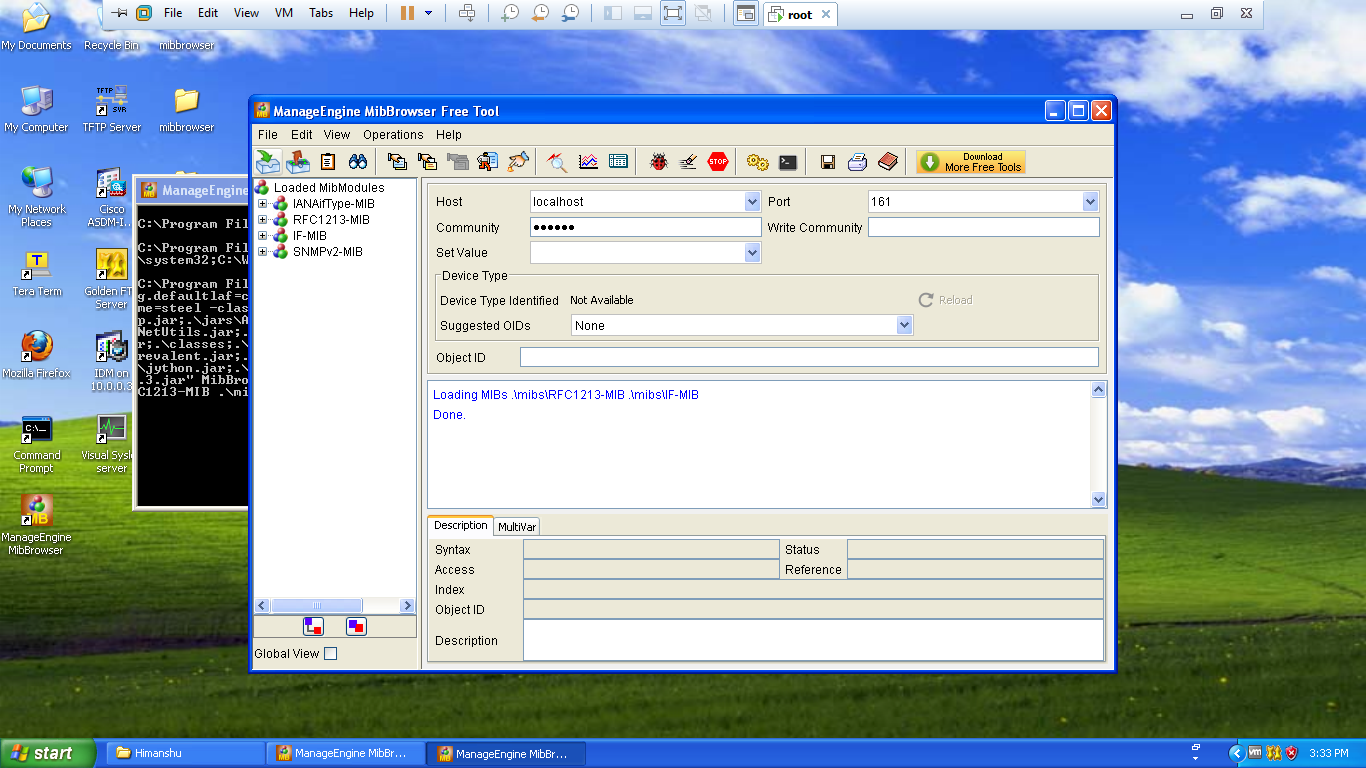 File Edit View VM Tabs Help
root
My Documents
Recycle Bin
mibbrowser
My Computer
TFTP
SVR
TFTP Server
mibbrowser
My Network
Places
Cisco
ASDM-I...
Tera Term
Golden FT
Server
Mozilla Firefox
IDM on
10.0.0.3
Command
Prompt
Visual Sysl
server
ManageEngine
MibBrowser
ManageEngine
C:\Program Fil
C:\Program Fil
\system32;C:\W
C:\Program Fil
g.defaultlaf=c
me=steel -clas
p.jar;.\jars\A
NetUtils.jar;.
r;.\classes;.\
revalent.jar;.
\jython.jar;.\
.3.jar" MibBro
C1213-MIB .\mi
ManageEngine MibBrowser Free Tool
File Edit View Operations Help
STOP
Download
More Free Tools
Loaded MibModules
IANAifType-MIB
RFC1213-MIB
IF-MIB
SNMPv2-MIB
Global View
Host localhost Port 161
Community ●●●●●● Write Community
Set Value
Device Type
Device Type Identified Not Available Reload
Suggested OIDs None
Object ID
Loading MIBs .\mibs\RFC1213-MIB .\mibs\IF-MIB
Done.
Description MultiVar
Syntax Status
Access Reference
Index
Object ID
Description
start Himanshu ManageEngine MibBr... ManageEngine MibBr... 3:33 PM